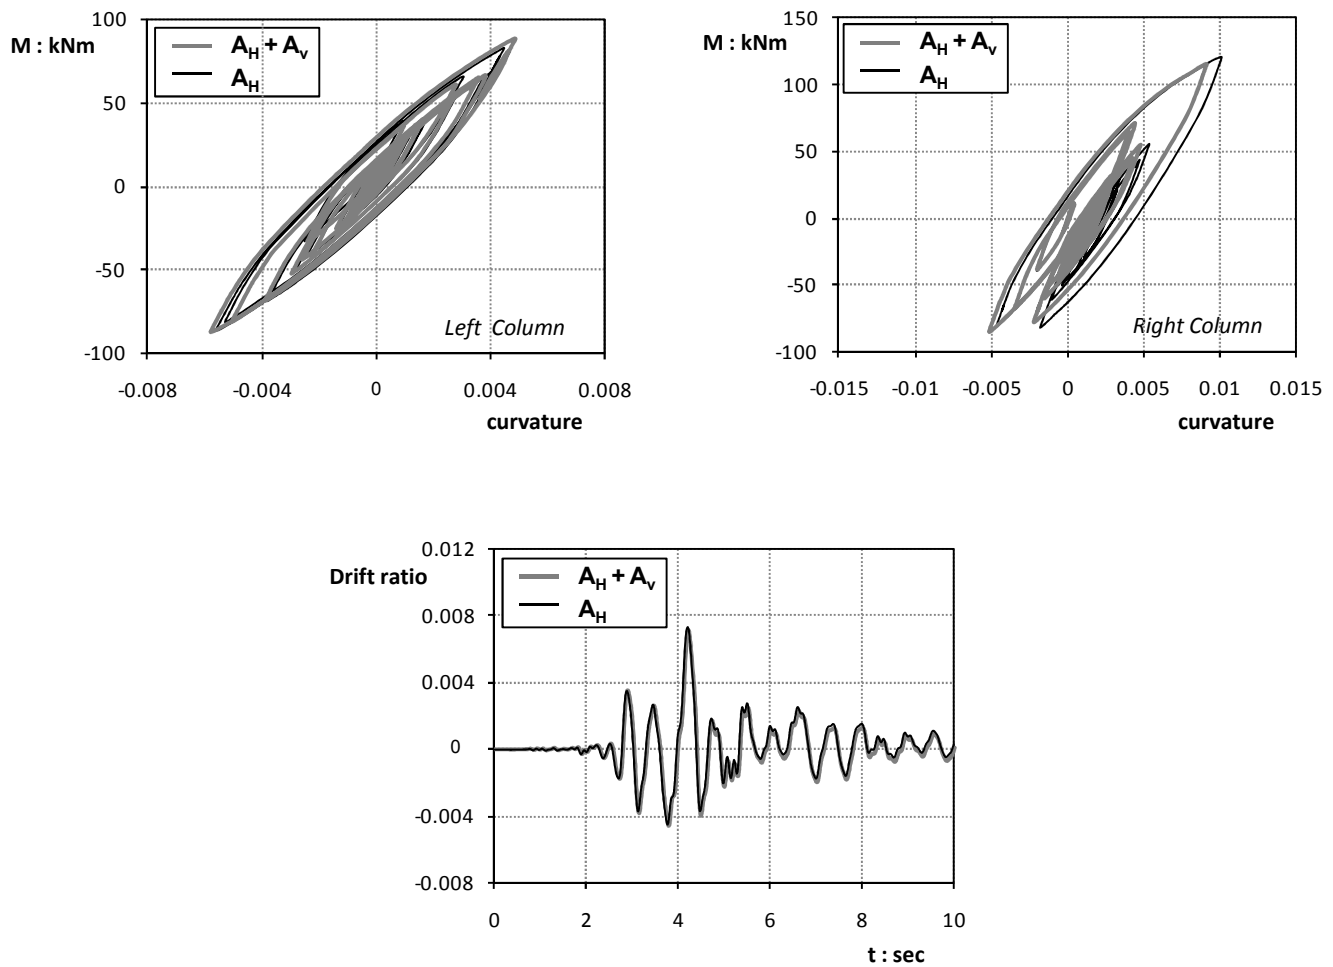 M : kNm
100
50
0
-50
-100
A_H + A_v
A_H
Left Column
-0.008 -0.004 0 0.004 0.008
curvature
M : kNm
150
100
50
0
-50
-100
A_H + A_v
A_H
Right Column
-0.015 -0.01 -0.005 0 0.005 0.01 0.015
curvature
Drift ratio
0.012
0.008
0.004
0
-0.004
-0.008
A_H + A_v
A_H
0 2 4 6 8 10
t : sec